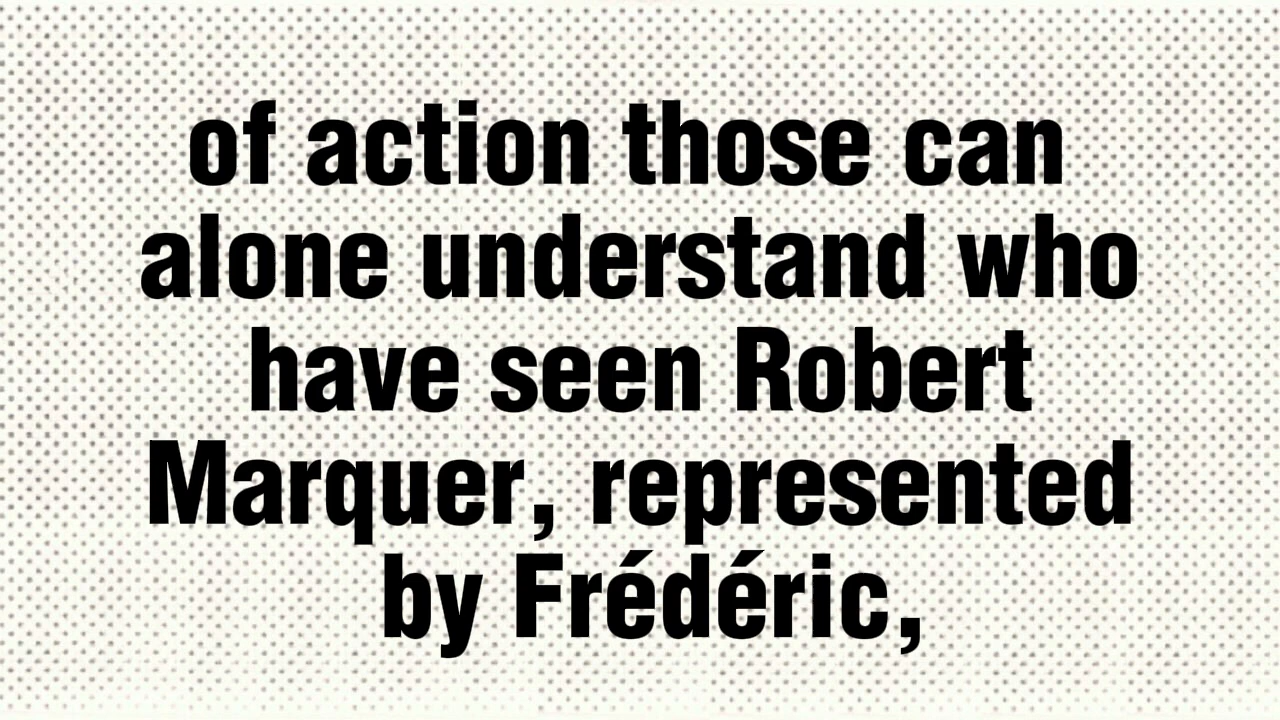 of action those can
alone understand who
have seen Robert
Marquer, represented
by Frédéric,